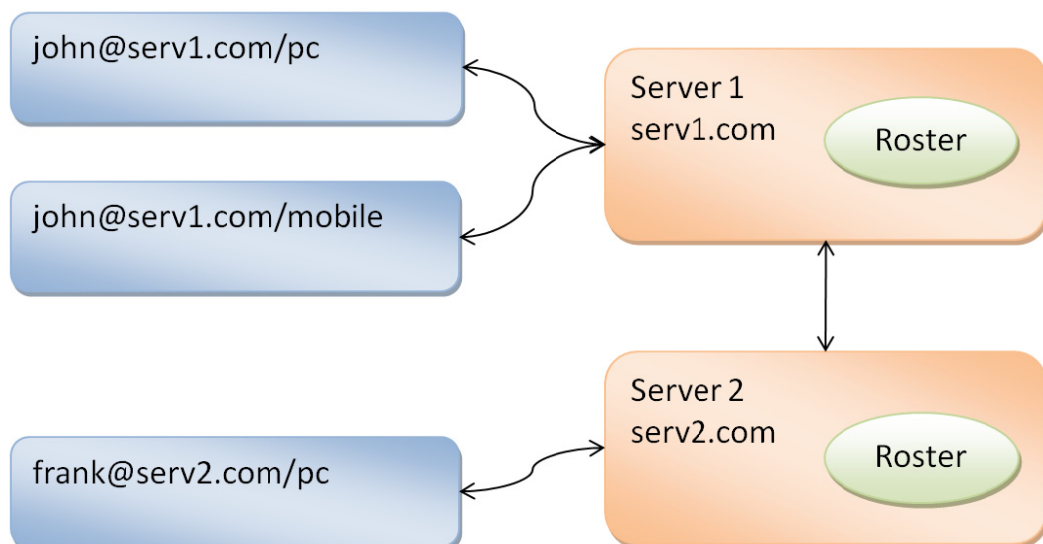 john@serv1.com/pc
Server 1
serv1.com
Roster
john@serv1.com/mobile
Server 2
serv2.com
Roster
frank@serv2.com/pc